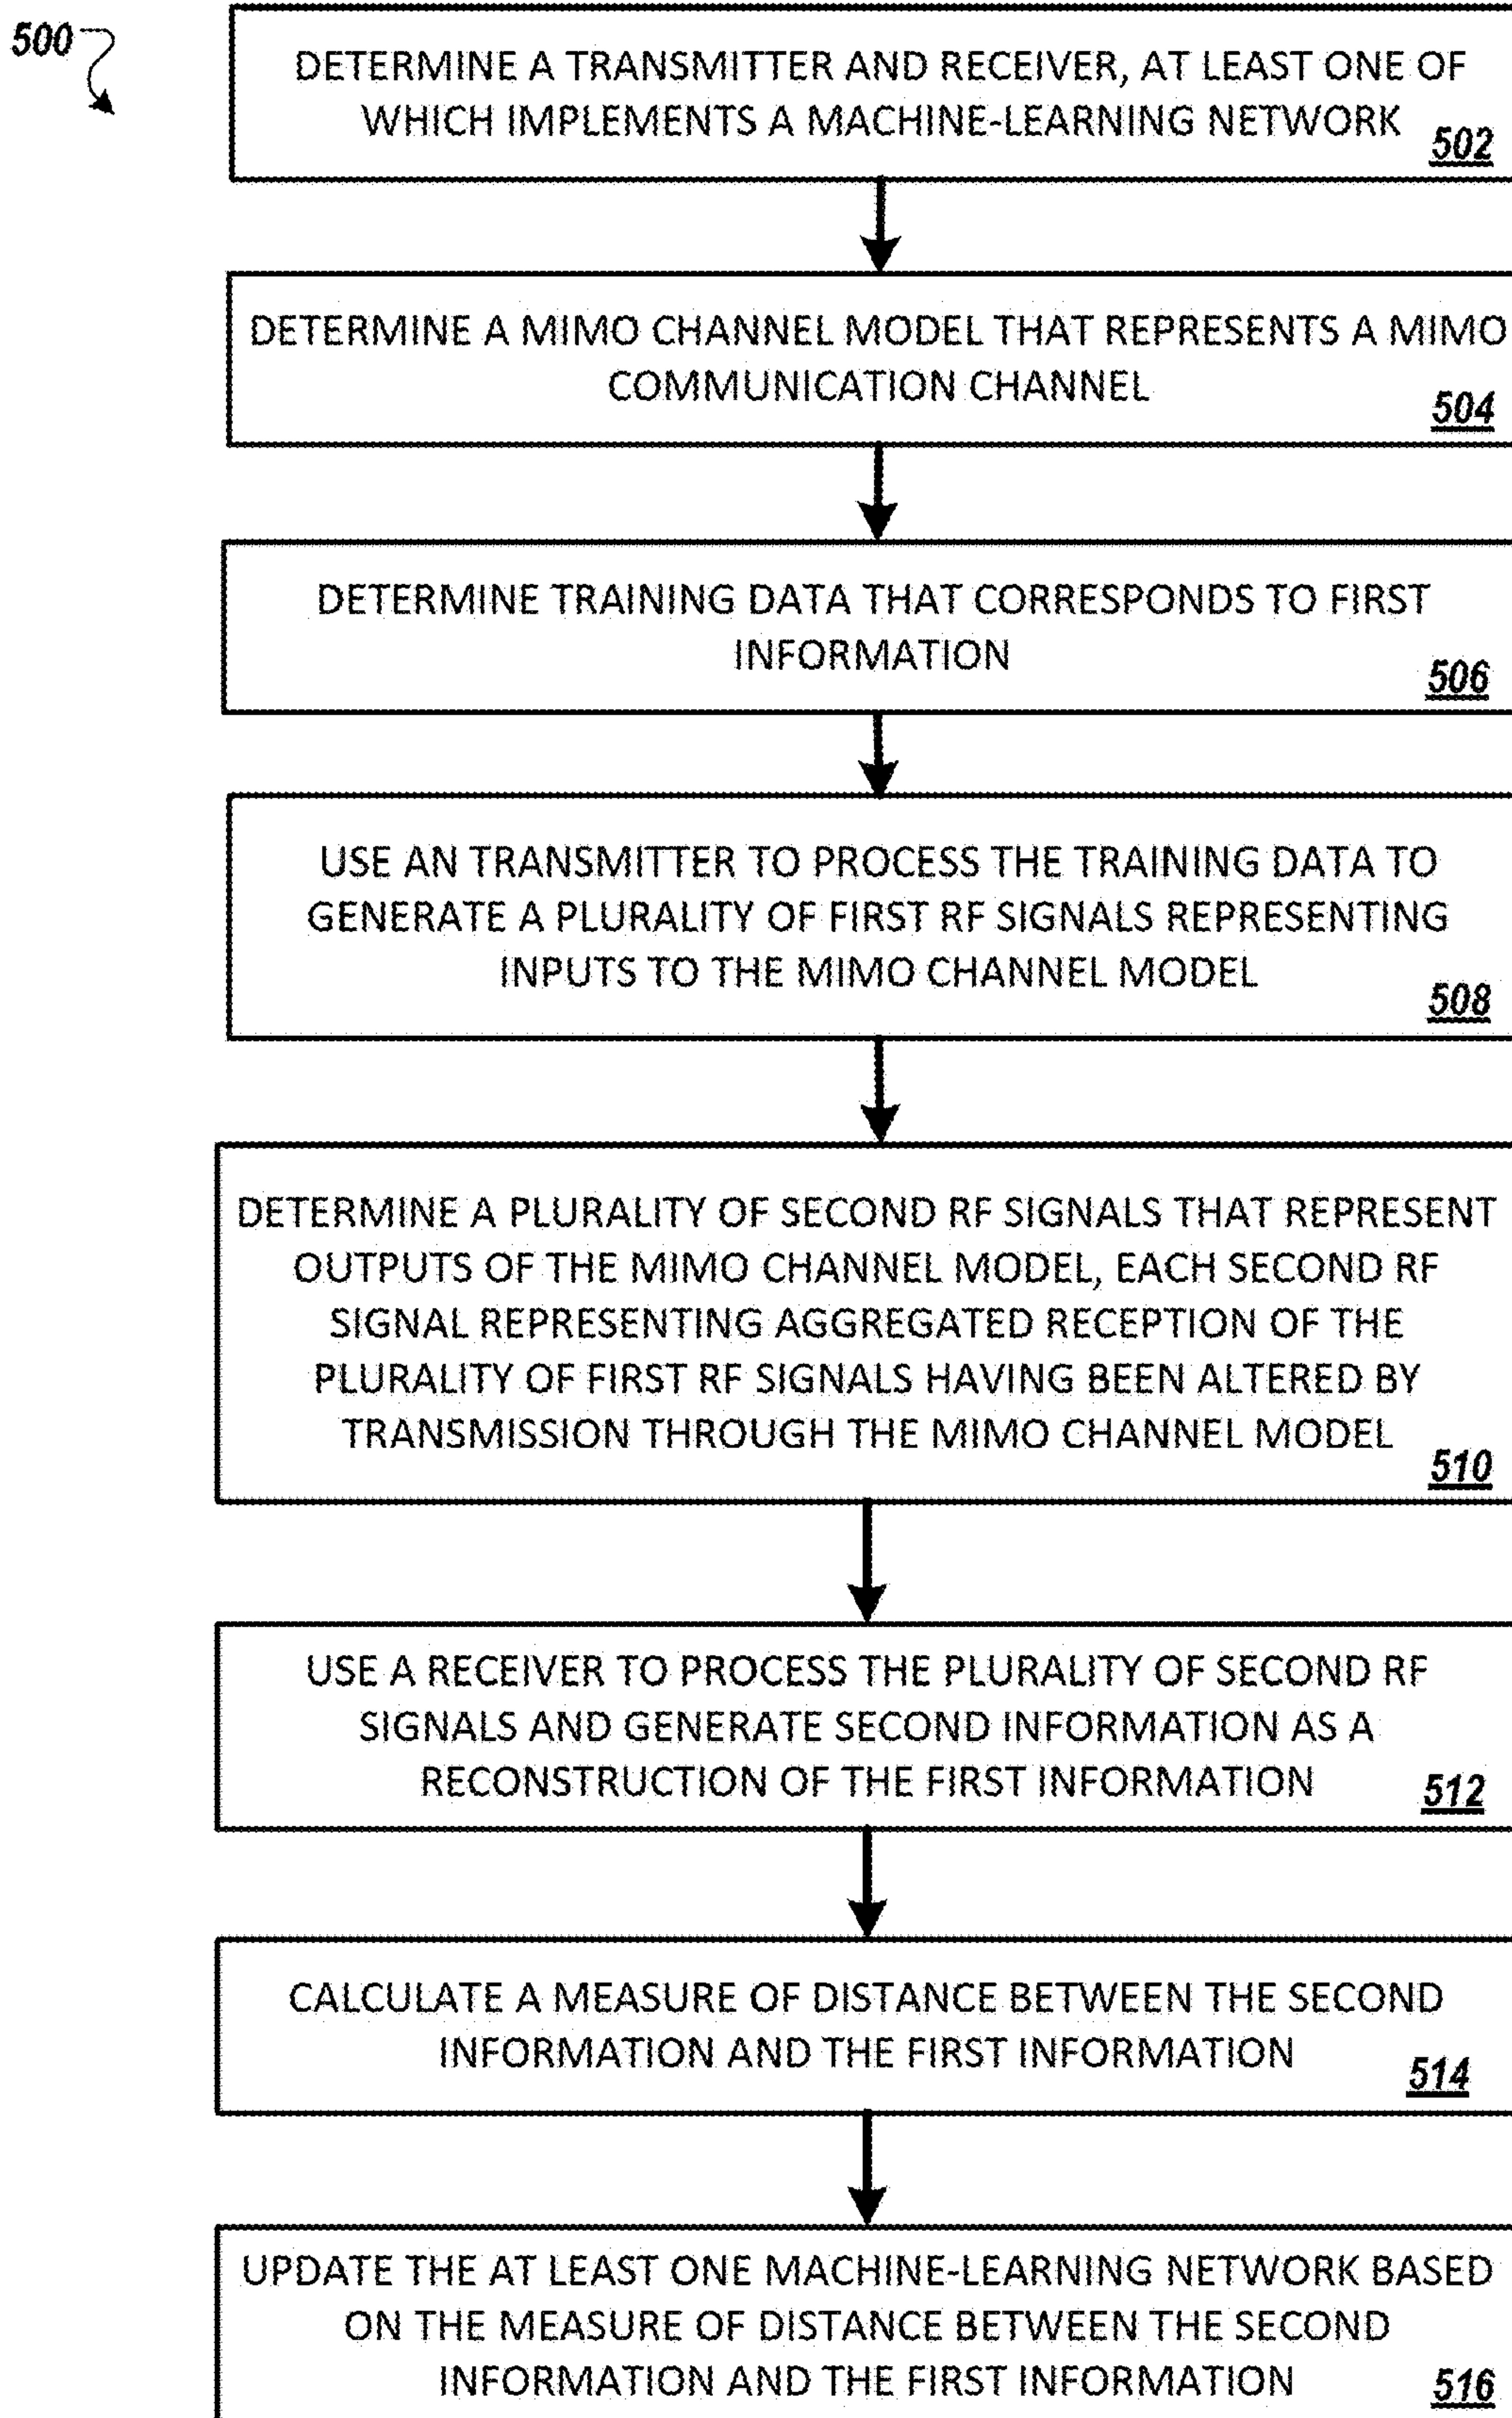 500
DETERMINE A TRANSMITTER AND RECEIVER, AT LEAST ONE OF
WHICH IMPLEMENTS A MACHINE-LEARNING NETWORK
502
DETERMINE A MIMO CHANNEL MODEL THAT REPRESENTS A MIMO
COMMUNICATION CHANNEL
504
DETERMINE TRAINING DATA THAT CORRESPONDS TO FIRST
INFORMATION
506
USE AN TRANSMITTER TO PROCESS THE TRAINING DATA TO
GENERATE A PLURALITY OF FIRST RF SIGNALS REPRESENTING
INPUTS TO THE MIMO CHANNEL MODEL
508
DETERMINE A PLURALITY OF SECOND RF SIGNALS THAT REPRESENT
OUTPUTS OF THE MIMO CHANNEL MODEL, EACH SECOND RF
SIGNAL REPRESENTING AGGREGATED RECEPTION OF THE
PLURALITY OF FIRST RF SIGNALS HAVING BEEN ALTERED BY
TRANSMISSION THROUGH THE MIMO CHANNEL MODEL
510
USE A RECEIVER TO PROCESS THE PLURALITY OF SECOND RF
SIGNALS AND GENERATE SECOND INFORMATION AS A
RECONSTRUCTION OF THE FIRST INFORMATION
512
CALCULATE A MEASURE OF DISTANCE BETWEEN THE SECOND
INFORMATION AND THE FIRST INFORMATION
514
UPDATE THE AT LEAST ONE MACHINE-LEARNING NETWORK BASED
ON THE MEASURE OF DISTANCE BETWEEN THE SECOND
INFORMATION AND THE FIRST INFORMATION
516